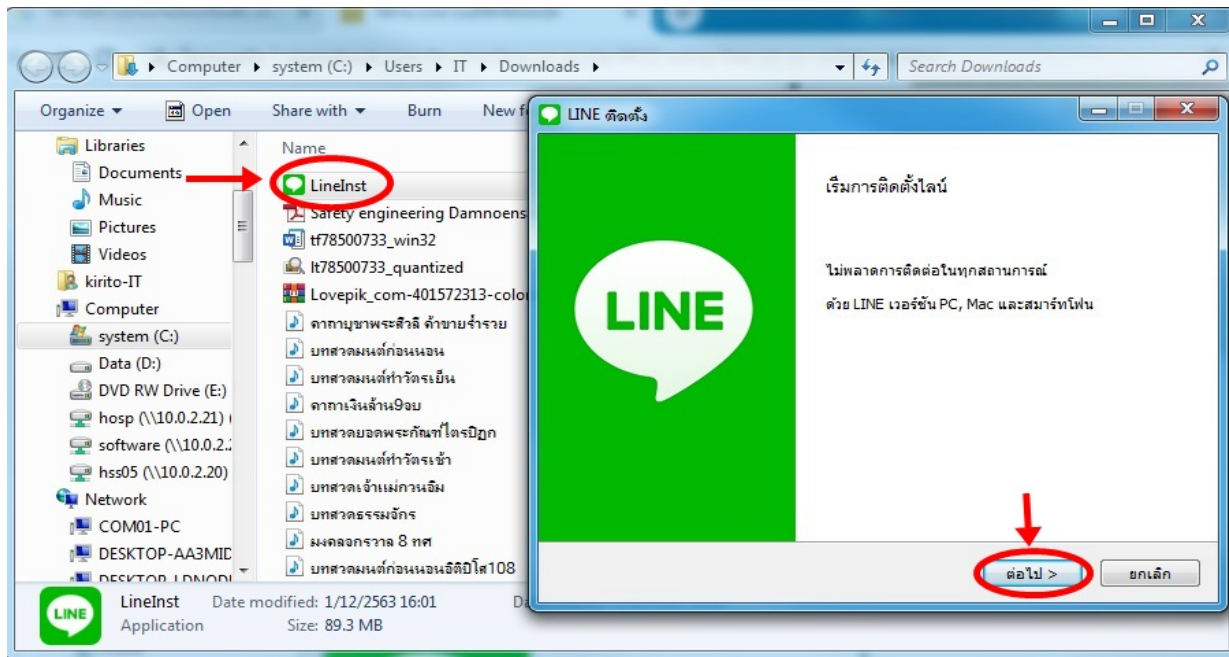 Computer ▸ system (C:) ▸ Users ▸ IT ▸ Downloads ▸
Search Downloads
Organize
Open
Share with
Burn
Libraries
Documents
Music
Pictures
Videos
kirito-IT
Computer
system (C:)
Data (D:)
DVD RW Drive (E:)
hosp (\\10.0.2.21)
software (\\10.0.2.2
hss05 (\\10.0.2.20)
Network
COM01-PC
DESKTOP-AA3MID
Name
LineInst
Safety engineering Damnoens
tf78500733_win32
lt78500733_quantized
Lovepik_com-401572313-color
คาถาบูชาพระสิวลี ค้าขายร่ำรวย
บทสวดมนต์ก่อนนอน
บทสวดมนต์ทำวัตรเย็น
คาถาเงินล้าน9จบ
บทสวดยอดพระกัณฑ์ไตรปิฏก
บทสวดมนต์ทำวัตรเช้า
บทสวดเจ้าแม่กวนอิม
บทสวดธรรมจักร
มงคลจักรวาล 8 ทิศ
บทสวดมนต์ก่อนนอนอิติปิโส108
LINE ติดตั้ง
LINE
เริ่มการติดตั้งไลน์
ไม่พลาดการติดต่อในทุกสถานการณ์
ด้วย LINE เวอร์ชัน PC, Mac และสมาร์ทโฟน
ต่อไป >
ยกเลิก
LINE
LineInst
Date modified: 1/12/2563 16:01
Application
Size: 89.3 MB